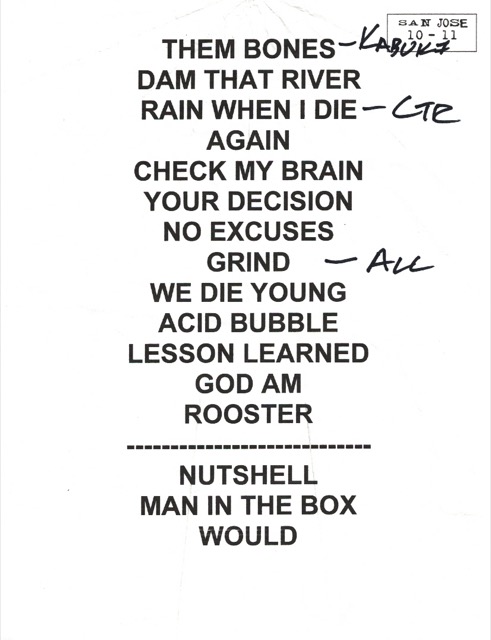 SAN JOSE
10-11
THEM BONES - KABUKI
DAM THAT RIVER
RAIN WHEN I DIE - CTR
AGAIN
CHECK MY BRAIN
YOUR DECISION
NO EXCUSES
GRIND - ALL
WE DIE YOUNG
ACID BUBBLE
LESSON LEARNED
GOD AM
ROOSTER
----------------------------
NUTSHELL
MAN IN THE BOX
WOULD